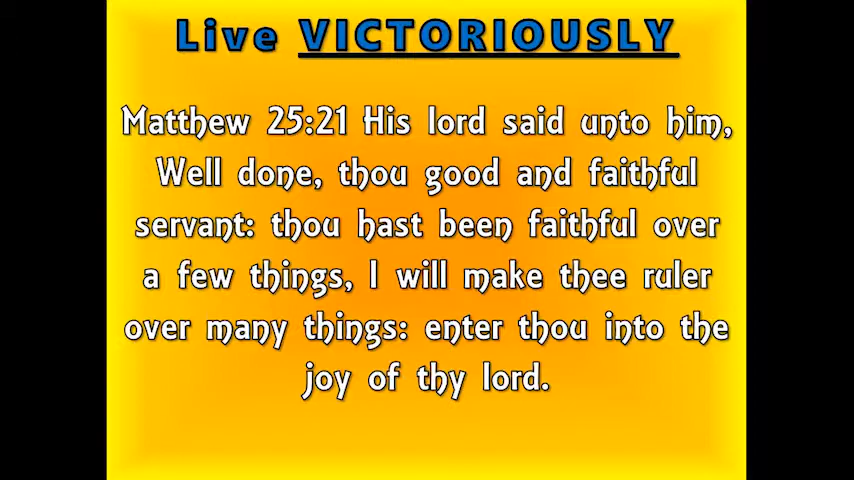 Live VICTORIOUSLY
Matthew 25:21 His lord said unto him,
Well done, thou good and faithful
servant: thou hast been faithful over
a few things, I will make thee ruler
over many things: enter thou into the
joy of thy lord.